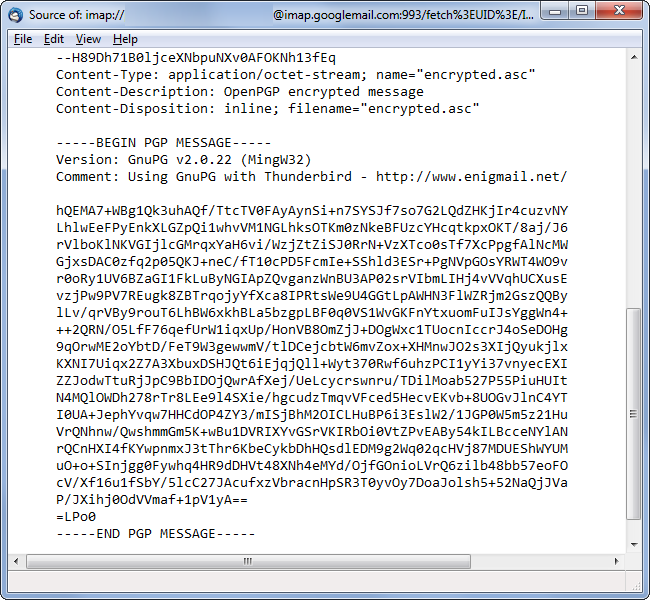 Source of: imap:// @imap.googlemail.com:993/fetch%3EUID%3E/I...
File Edit View Help
--H89Dh71B0ljceXNbpuNXv0AFOKNh13fEq
Content-Type: application/octet-stream; name="encrypted.asc"
Content-Description: OpenPGP encrypted message
Content-Disposition: inline; filename="encrypted.asc"
-----BEGIN PGP MESSAGE-----
Version: GnuPG v2.0.22 (MingW32)
Comment: Using GnuPG with Thunderbird - http://www.enigmail.net/
hQEMA7+WBg1Qk3uhAQf/TtcTV0FAyAynSi+n7SYSJf7so7G2LQdZHKjIr4cuzvNY
LhlwEeFPyEnkXLGZpQi1whvVM1NGLhksOTKm0zNkeBFUzcYHcqtkpxOKT/8aj/J6
rVlboKlNKVGIjlcGMrqxYaH6vi/WzjZtZiSJ0RrN+VzXTco0sTf7XcPpgfAlNcMW
GjxsDAC0zfq2p05QKJ+neC/fT10cPD5FcmIe+SShld3ESr+PgNVpGOsYRWT4WO9v
r0oRy1UV6BZaGI1FkLuByNGIApZQvganzWnBU3AP02srVIbmLIHj4vVVqhUCXusE
vzjPw9PV7REugk8ZBTrqojyYfXca8IPRtsWe9U4GGtLpAWHN3FlWZRjm2GszQQBy
lLv/qrVBy9rouT6LhBW6xkhBLa5bzgpLBF0q0VS1WvGKFnYtxuomFuIJsYggWn4+
++2QRN/O5LfF76qefUrW1iqxUp/HonVB8OmZjJ+DOgWxc1TUocnIccrJ4oSeDOHg
9qOrwME2oYbtD/FeT9W3gewwmV/tlDCejcbtW6mvZox+XHMnwJO2s3XIjQyukjlx
KXNI7Uiqx2Z7A3XbuxDSHJQt6iEjqjQll+Wyt370Rwf6uhzPCI1yYi37vnyecEXI
ZZJodwTtuRjJpC9BbIDOjQwrAfXej/UeLcycrswnru/TDilMoab527P55PiuHUIt
N4MQlOWDh278rTr8LEe9l4SXie/hgcudzTmqvVFced5HecvEKvb+8UOGvJlnC4YT
I0UA+JephYvqw7HHCdOP4ZY3/mISjBhM2OICLHuBP6i3EslW2/1JGP0W5m5z21Hu
VrQNhnw/QwshmmGm5K+wBu1DVRIXYvGSrVKIRbOi0VtZPvEABy54kILBcceNYlAN
rQCnHXI4fKYwpnmxJ3tThr6KbeCykbDhHQsdlEDM9g2Wq02qcHVj87MDUEShWYUM
uO+o+SInjgg0Fywhq4HR9dDHVt48XNh4eMYd/OjfGOnioLVrQ6zilb48bb57eoFO
cV/Xf16u1fSbY/5lcC27JAcufxzVbracnHpSR3T0yvOy7DoaJolsh5+52NaQjJVa
P/JXihj0OdVVmaf+1pV1yA==
=LPo0
-----END PGP MESSAGE-----